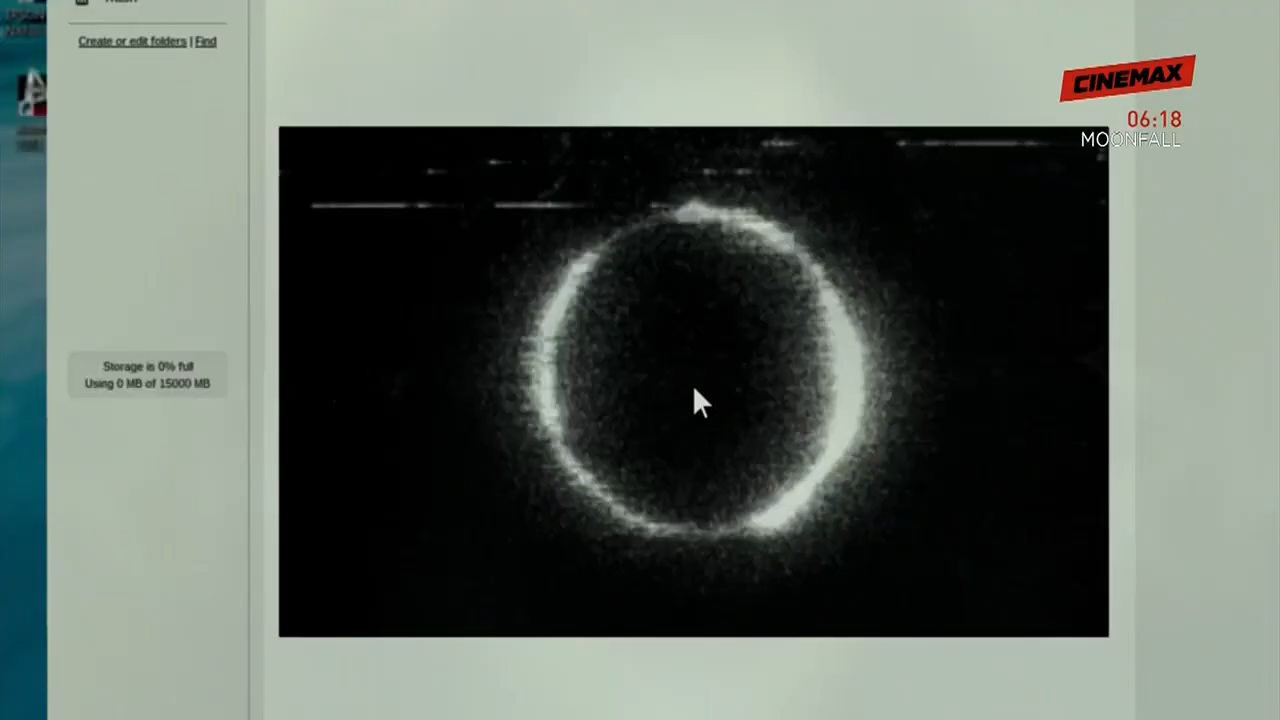 Create or edit folders | Find
CINEMAX
06:18
MOONFALL
Storage is 0% full
Using 0 MB of 15000 MB